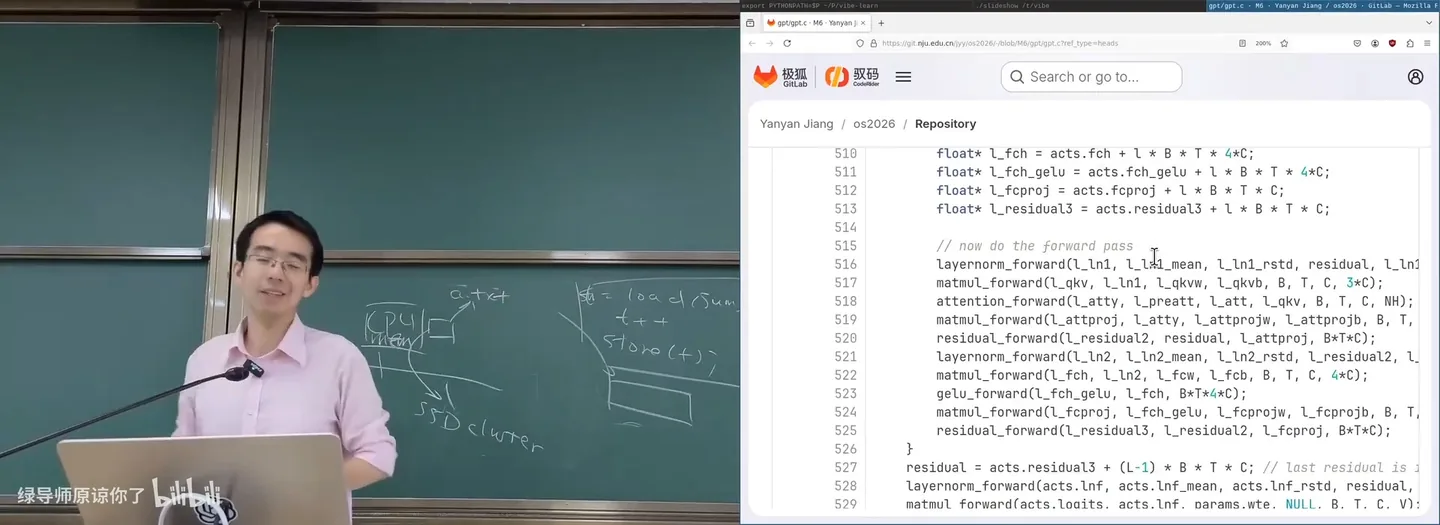 CPU
SSD cluster
t++
store(t);
绿导师原谅你了 bilibili
export PYTHONPATH=$P ~/P/vibe-learn
./slideshow /t/vibe
gpt/gpt.c · M6 · Yanyan Jiang / os2026 · GitLab — Mozilla F
gpt/gpt.c · M6 · Yanyan Ji
https://git.nju.edu.cn/jyy/os2026/-/blob/M6/gpt/gpt.c?ref_type=heads
200%
极狐 GitLab 驭码 CodeRider
Search or go to...
Yanyan Jiang / os2026 / Repository
510 float* l_fch = acts.fch + l * B * T * 4*C;
511 float* l_fch_gelu = acts.fch_gelu + l * B * T * 4*C;
512 float* l_fcproj = acts.fcproj + l * B * T * C;
513 float* l_residual3 = acts.residual3 + l * B * T * C;
514
515 // now do the forward pass
516 layernorm_forward(l_ln1, l_ln1_mean, l_ln1_rstd, residual, l_ln1
517 matmul_forward(l_qkv, l_ln1, l_qkvw, l_qkvb, B, T, C, 3*C);
518 attention_forward(l_atty, l_preatt, l_att, l_qkv, B, T, C, NH);
519 matmul_forward(l_attproj, l_atty, l_attprojw, l_attprojb, B, T,
520 residual_forward(l_residual2, residual, l_attproj, B*T*C);
521 layernorm_forward(l_ln2, l_ln2_mean, l_ln2_rstd, l_residual2, l_
522 matmul_forward(l_fch, l_ln2, l_fcw, l_fcb, B, T, C, 4*C);
523 gelu_forward(l_fch_gelu, l_fch, B*T*4*C);
524 matmul_forward(l_fcproj, l_fch_gelu, l_fcprojw, l_fcprojb, B, T,
525 residual_forward(l_residual3, l_residual2, l_fcproj, B*T*C);
526 }
527 residual = acts.residual3 + (L-1) * B * T * C; // last residual is i
528 layernorm_forward(acts.lnf, acts.lnf_mean, acts.lnf_rstd, residual,
529 matmul_forward(acts.logits, acts.lnf, params.wte, NULL, B, T, C, V)